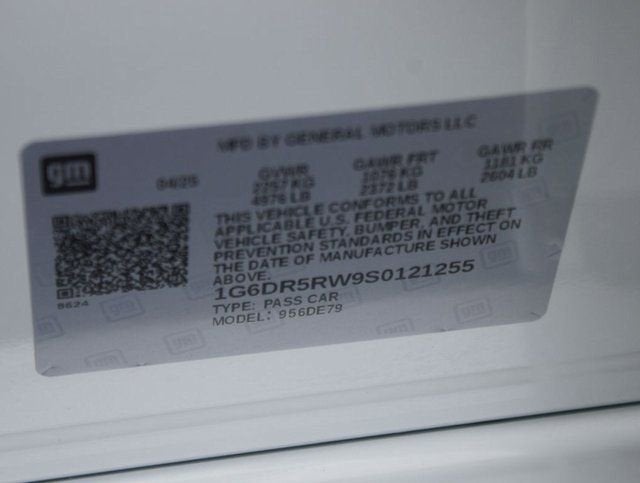 MFD BY GENERAL MOTORS LLC
gm
04/25
GVWR GAWR FRT GAWR RR
2257 KG 1076 KG 1181 KG
4976 LB 2372 LB 2604 LB
THIS VEHICLE CONFORMS TO ALL
APPLICABLE U.S. FEDERAL MOTOR
VEHICLE SAFETY, BUMPER, AND THEFT
PREVENTION STANDARDS IN EFFECT ON
THE DATE OF MANUFACTURE SHOWN
ABOVE.
1G6DR5RW9S0121255
TYPE: PASS CAR
MODEL: 956DE79
8624